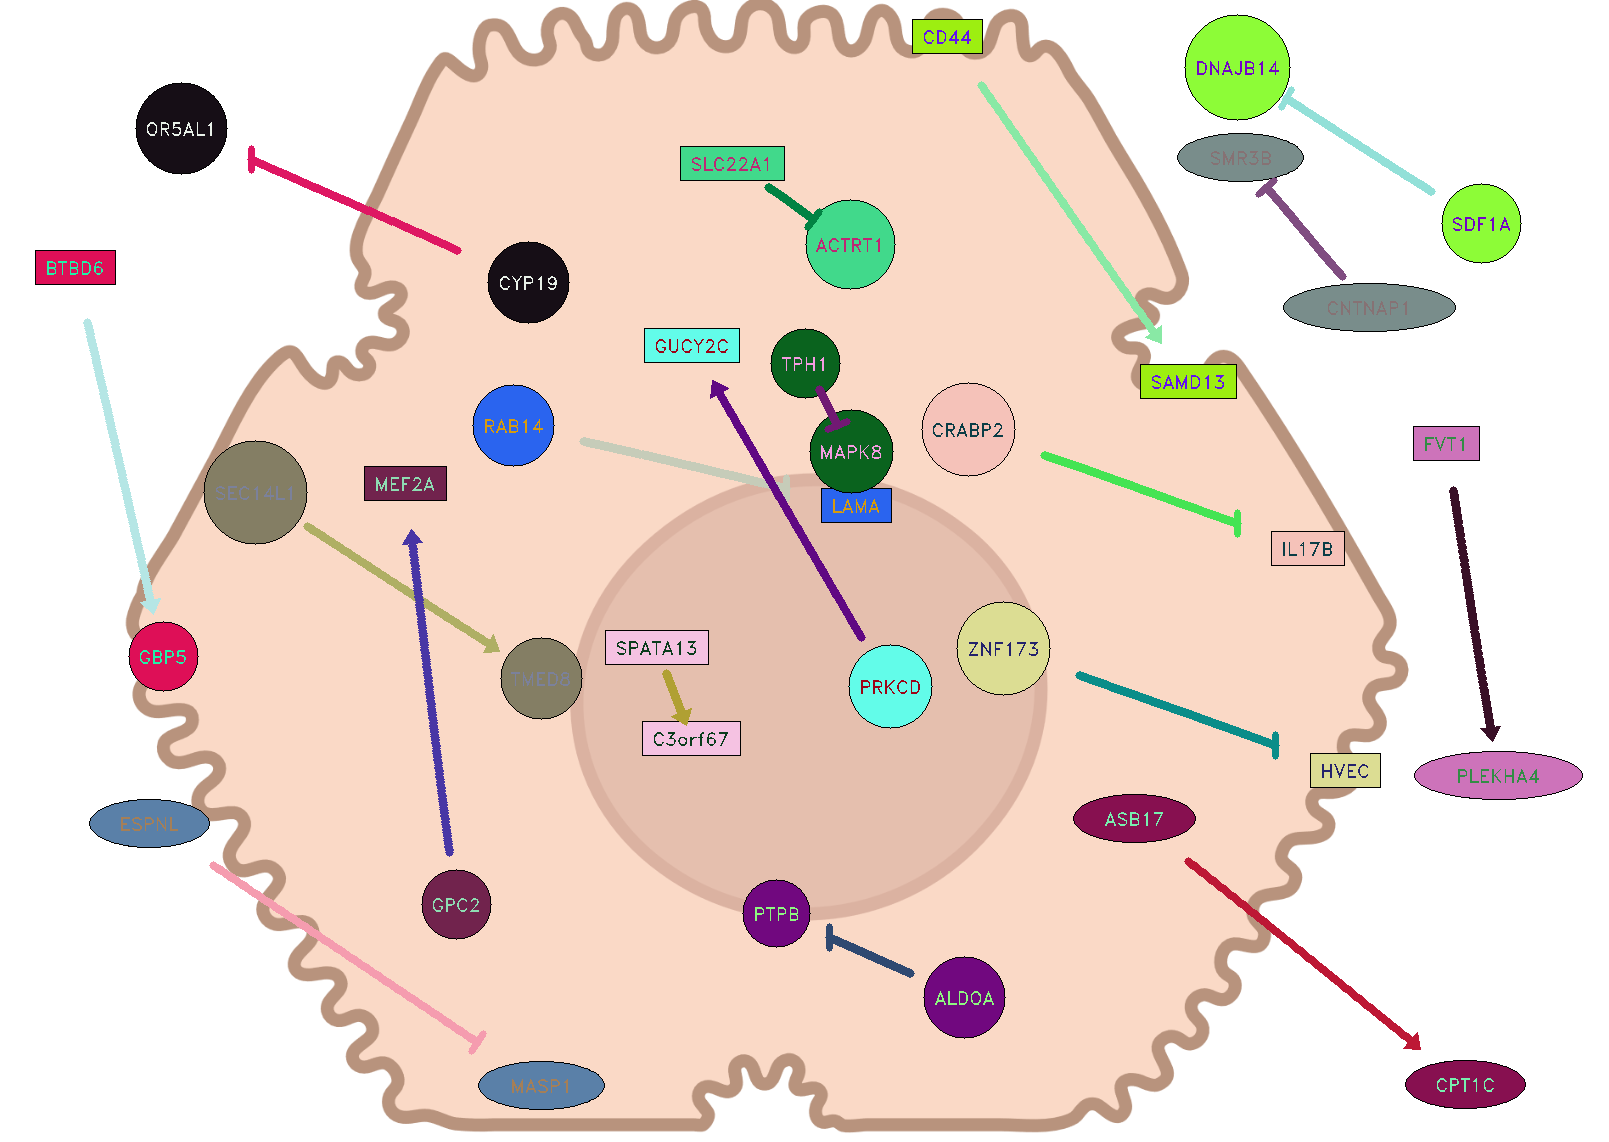 CD44
DNAJB14
OR5AL1
SMR3B
SLC22A1
SDF1A
ACTRT1
BTBD6
CYP19
CNTNAP1
GUCY2C
TPH1
SAMD13
RAB14
CRABP2
FVT1
MAPK8
MEF2A
SEC14L1
LAMA
IL17B
SPATA13
ZNF173
GBP5
TMED8
PRKCD
C3orf67
HVEC
PLEKHA4
ESPNL
ASB17
GPC2
PTPB
ALDOA
MASP1
CPT1C